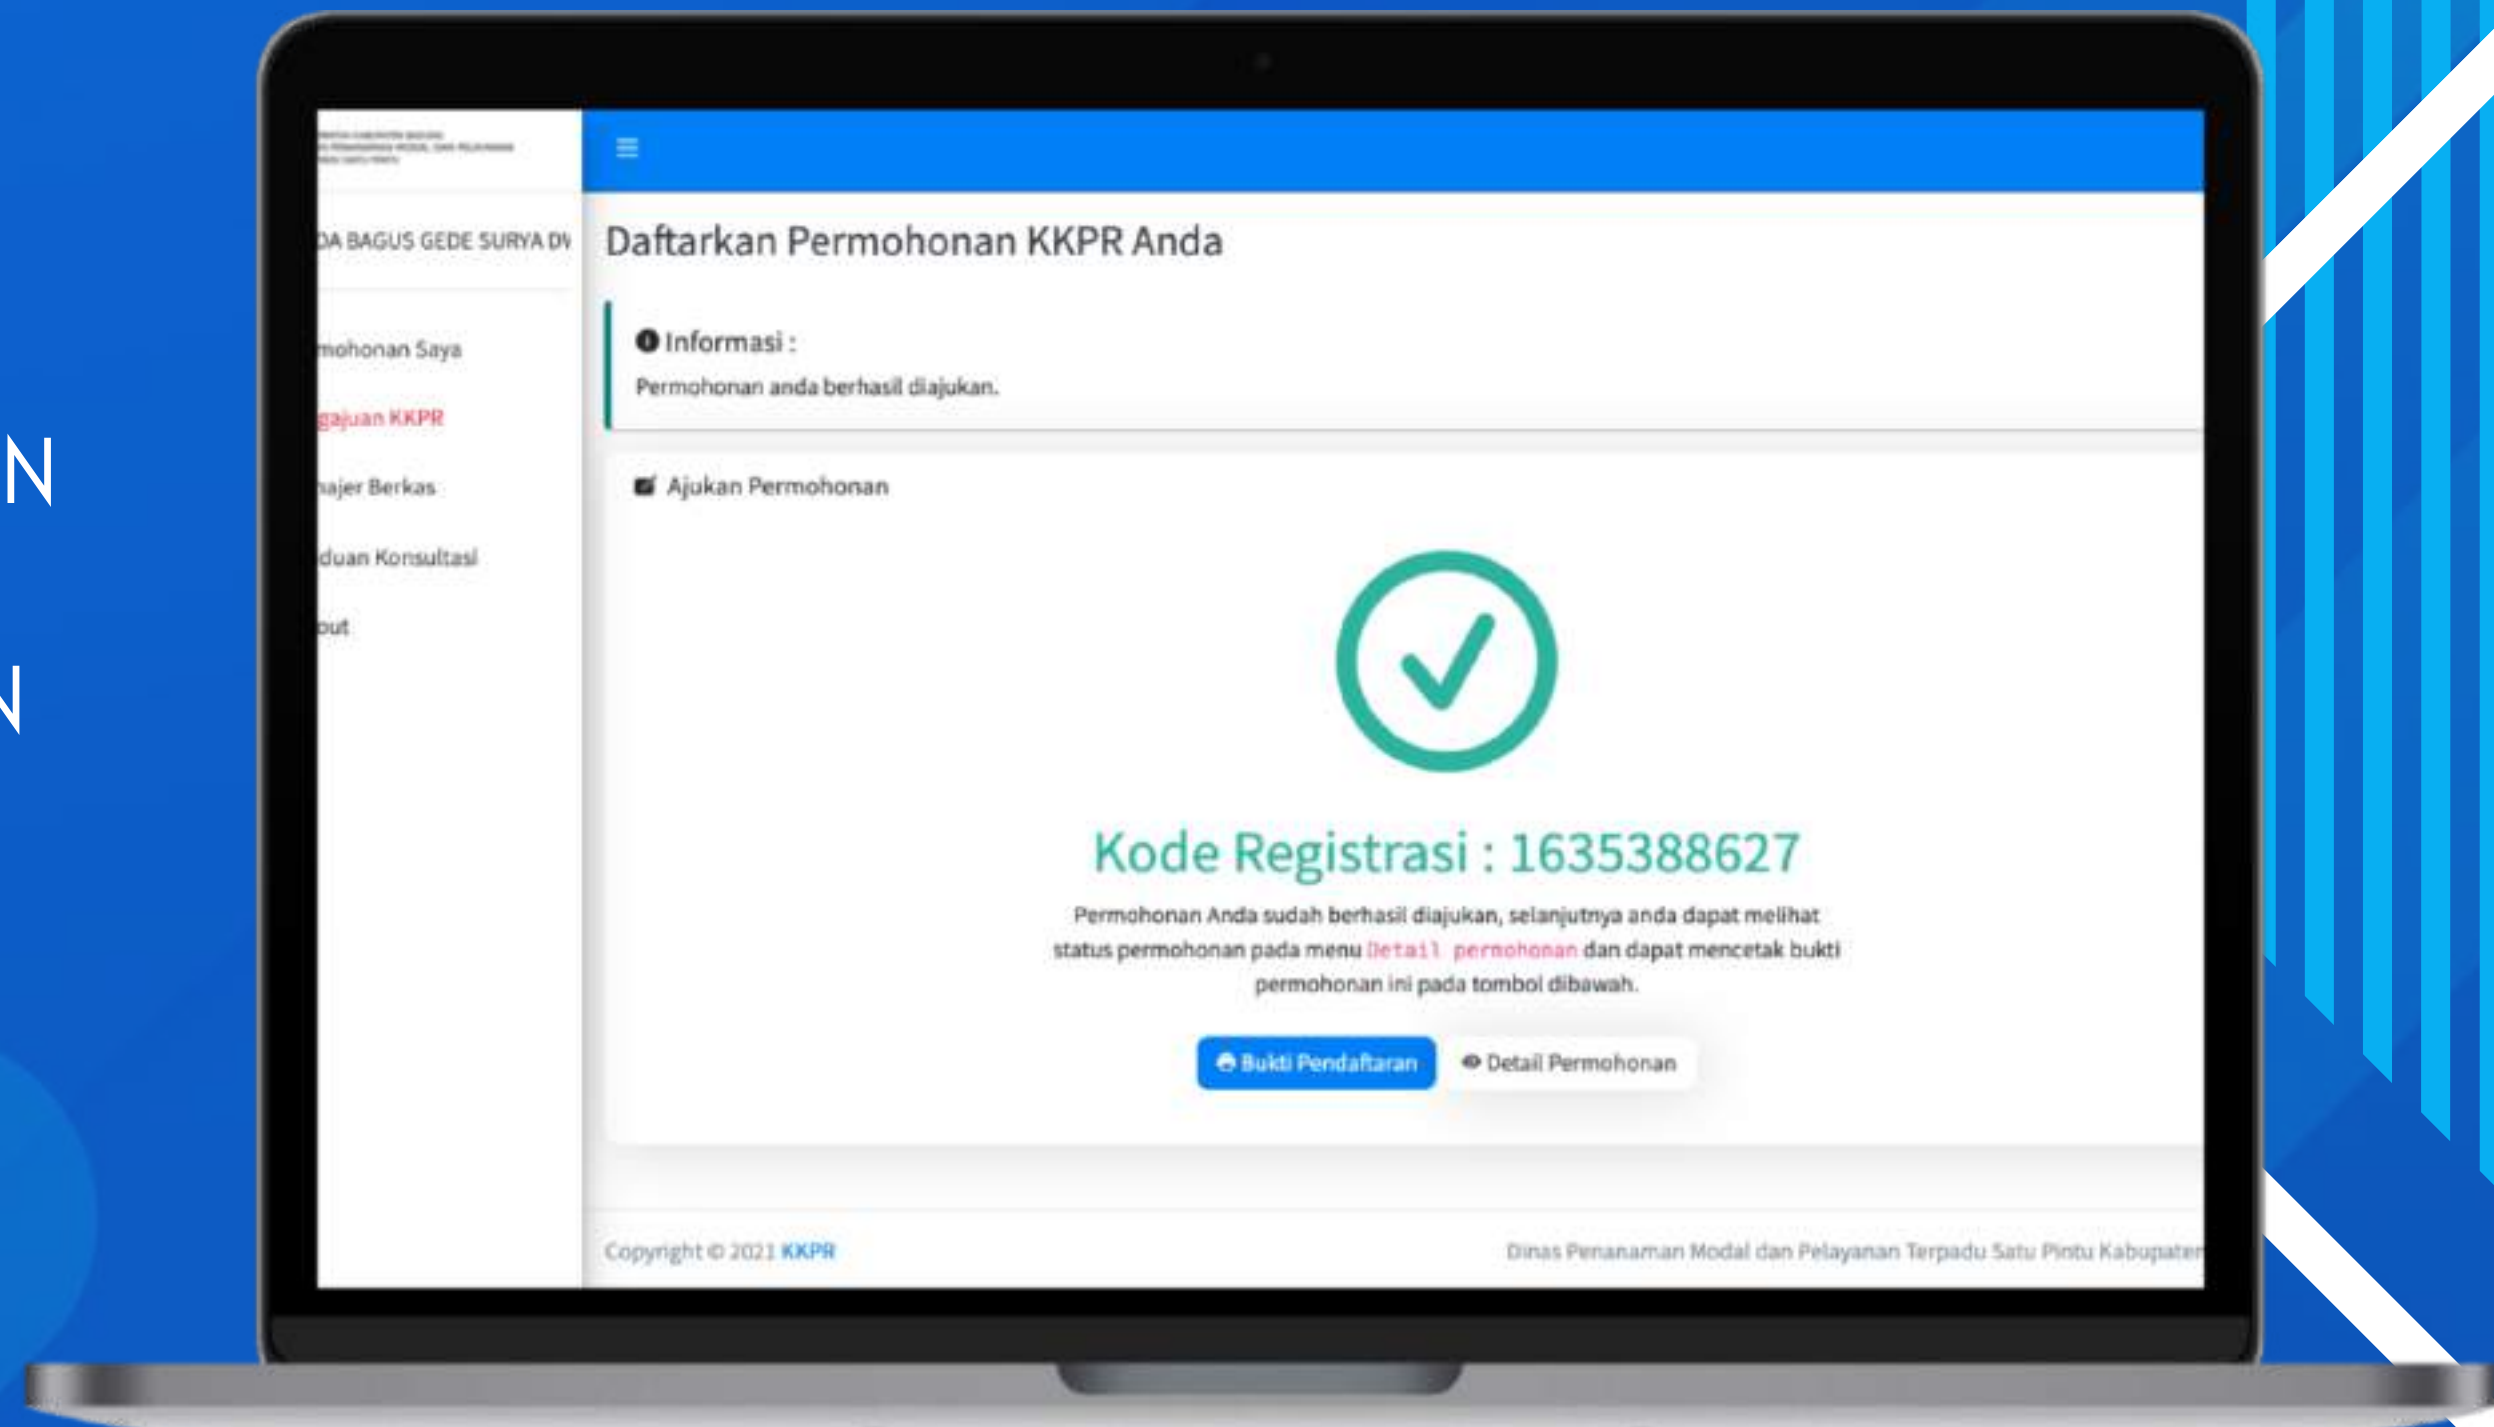 N
N
DA BAGUS GEDE SURYA DW
mohonan Saya
gajuan KKPR
najer Berkas
duan Konsultasi
out
Daftarkan Permohonan KKPR Anda
Informasi :
Permohonan anda berhasil diajukan.
Ajukan Permohonan
Kode Registrasi : 1635388627
Permohonan Anda sudah berhasil diajukan, selanjutnya anda dapat melihat
status permohonan pada menu Detail permohonan dan dapat mencetak bukti
permohonan ini pada tombol dibawah.
Bukti Pendaftaran
Detail Permohonan
Copyright © 2021 KKPR
Dinas Penanaman Modal dan Pelayanan Terpadu Satu Pintu Kabupaten